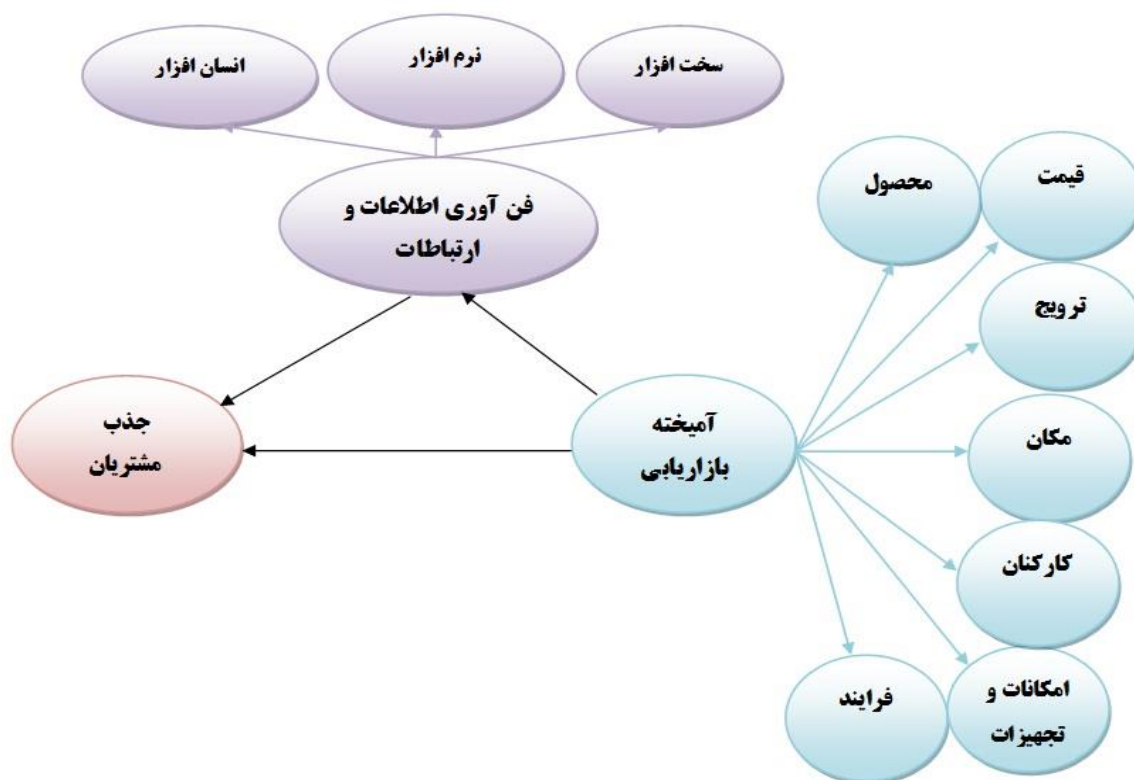 سخت افزار
نرم افزار
انسان افزار
فن آوری اطلاعات و
ارتباطات
قیمت
محصول
ترویج
مکان
کارکنان
امکانات و
تجهیزات
فرایند
آمیخته
بازاریابی
جذب
مشتریان